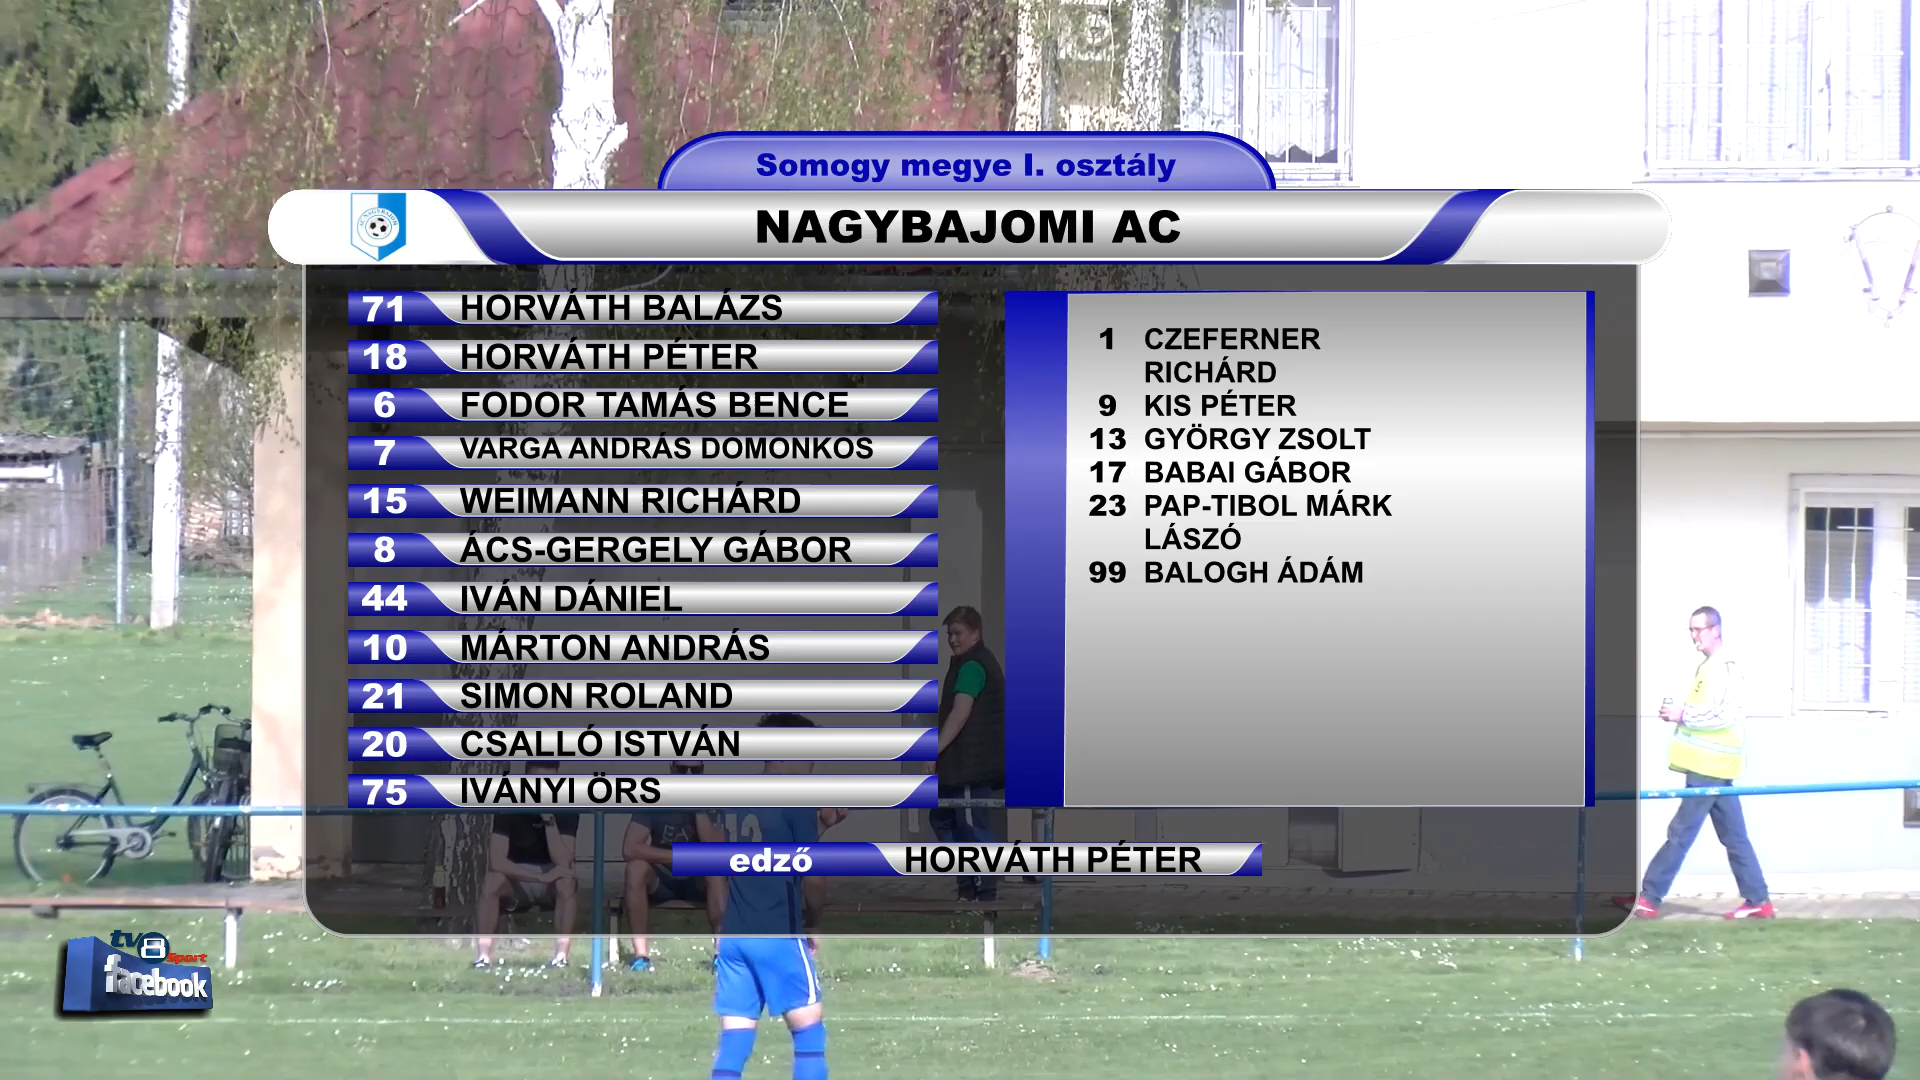 Somogy megye I. osztály
NAGYBAJOMI AC
71 HORVÁTH BALÁZS
18 HORVÁTH PÉTER
6 FODOR TAMÁS BENCE
7 VARGA ANDRÁS DOMONKOS
15 WEIMANN RICHÁRD
8 ÁCS-GERGELY GÁBOR
44 IVÁN DÁNIEL
10 MÁRTON ANDRÁS
21 SIMON ROLAND
20 CSALLÓ ISTVÁN
75 IVÁNYI ÖRS
1 CZEFERNER
RICHÁRD
9 KIS PÉTER
13 GYÖRGY ZSOLT
17 BABAI GÁBOR
23 PAP-TIBOL MÁRK
LÁSZÓ
99 BALOGH ÁDÁM
edző HORVÁTH PÉTER
tv8
Sport
facebook